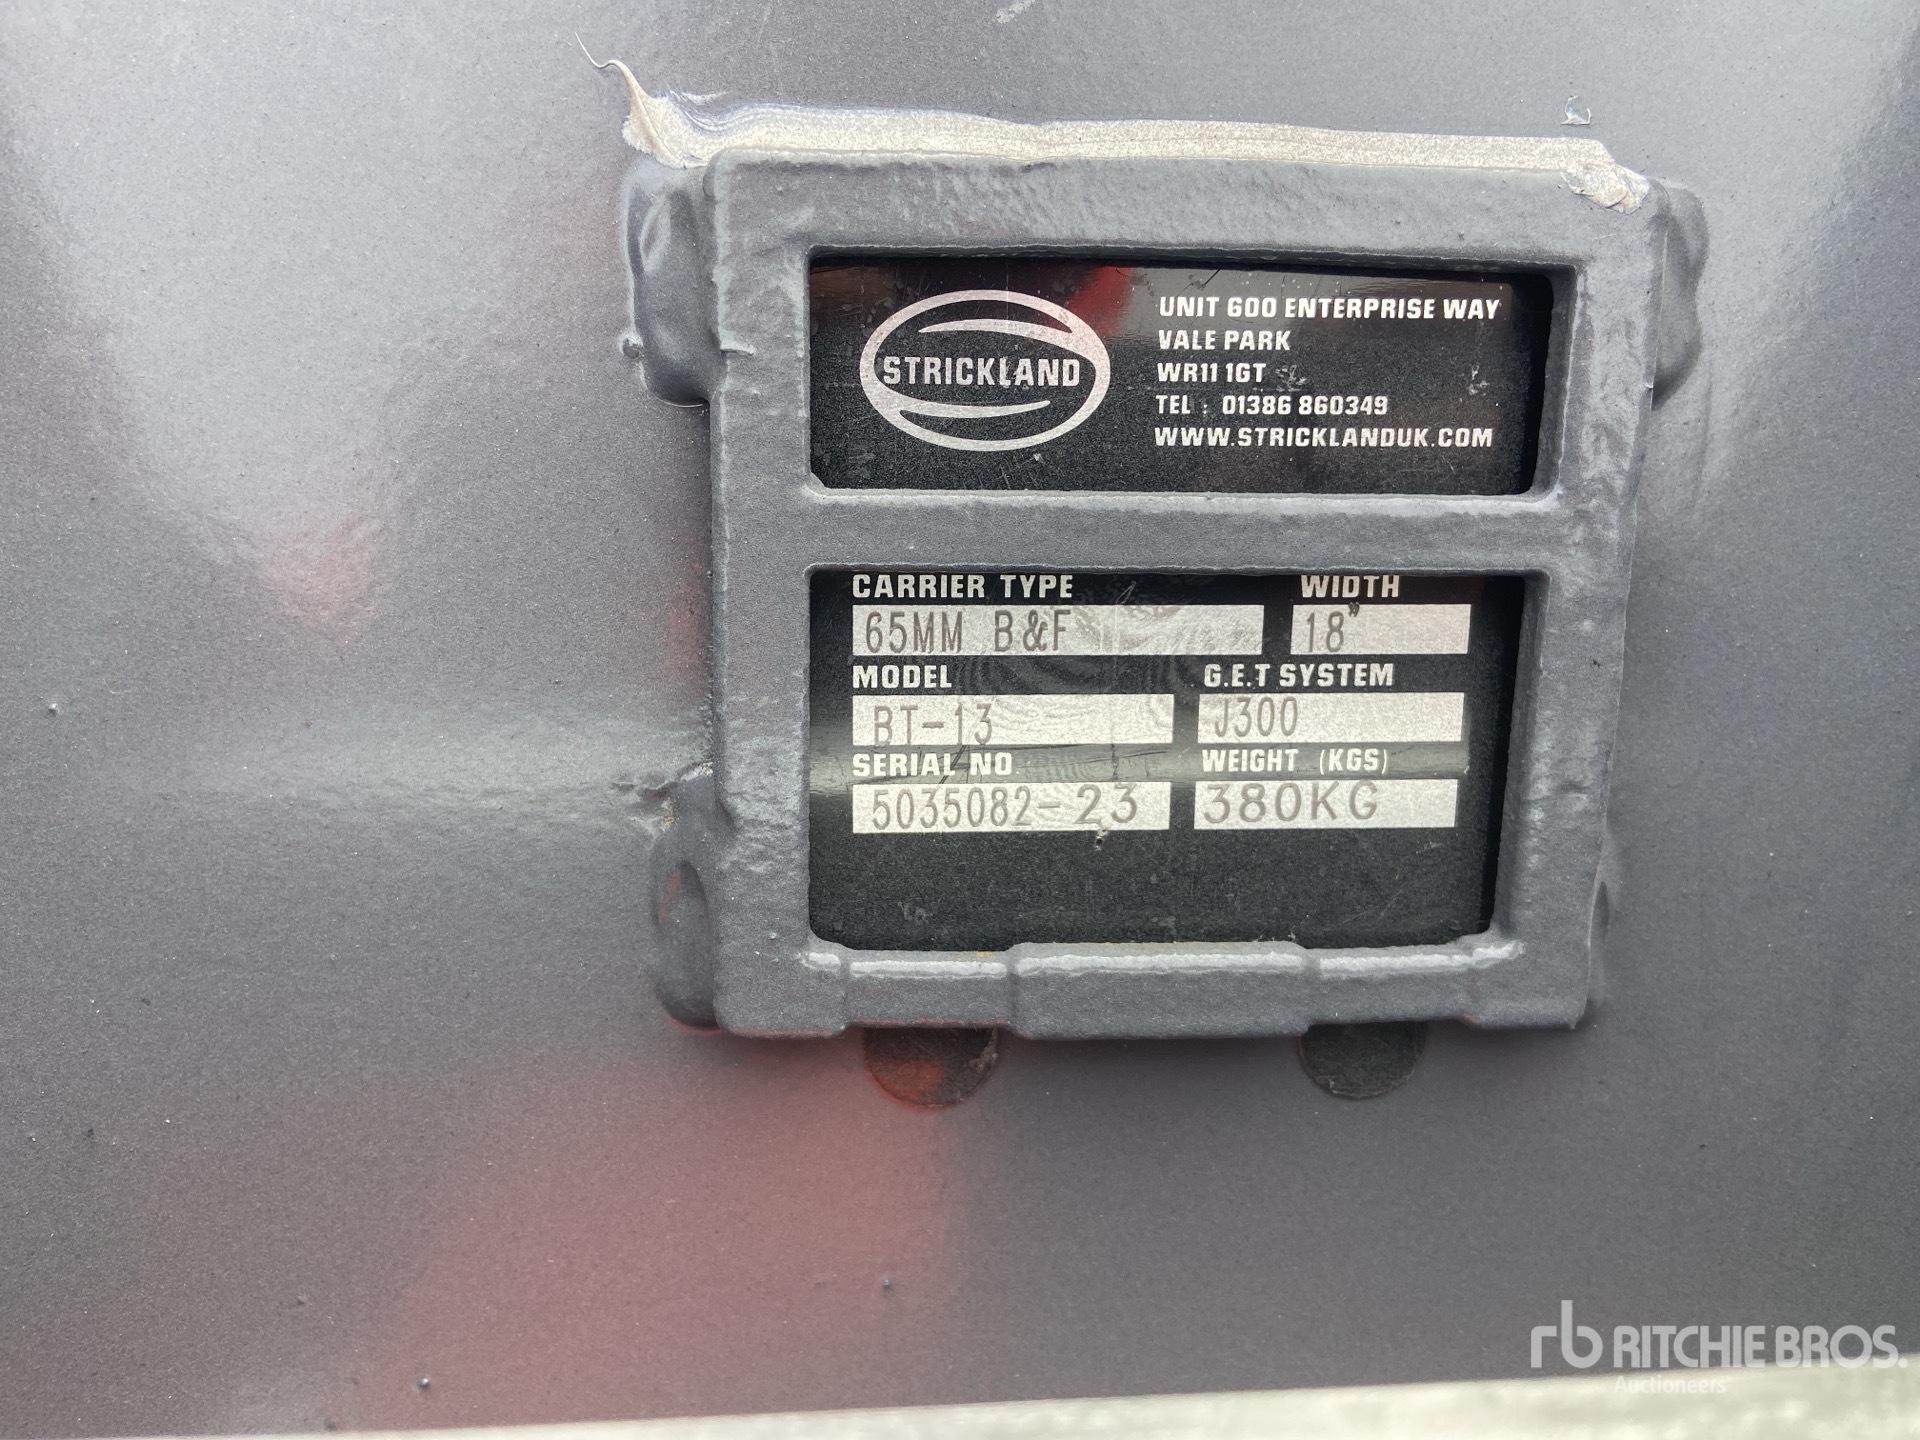 STRICKLAND
UNIT 600 ENTERPRISE WAY
VALE PARK
WR11 1GT
TEL : 01386 860349
WWW.STRICKLANDUK.COM
CARRIER TYPE WIDTH
65MM B&F 18"
MODEL G.E.T SYSTEM
BT-13 J300
SERIAL NO. WEIGHT (KGS)
5035082-23 380KG
rb RITCHIE BROS.
Auctioneers